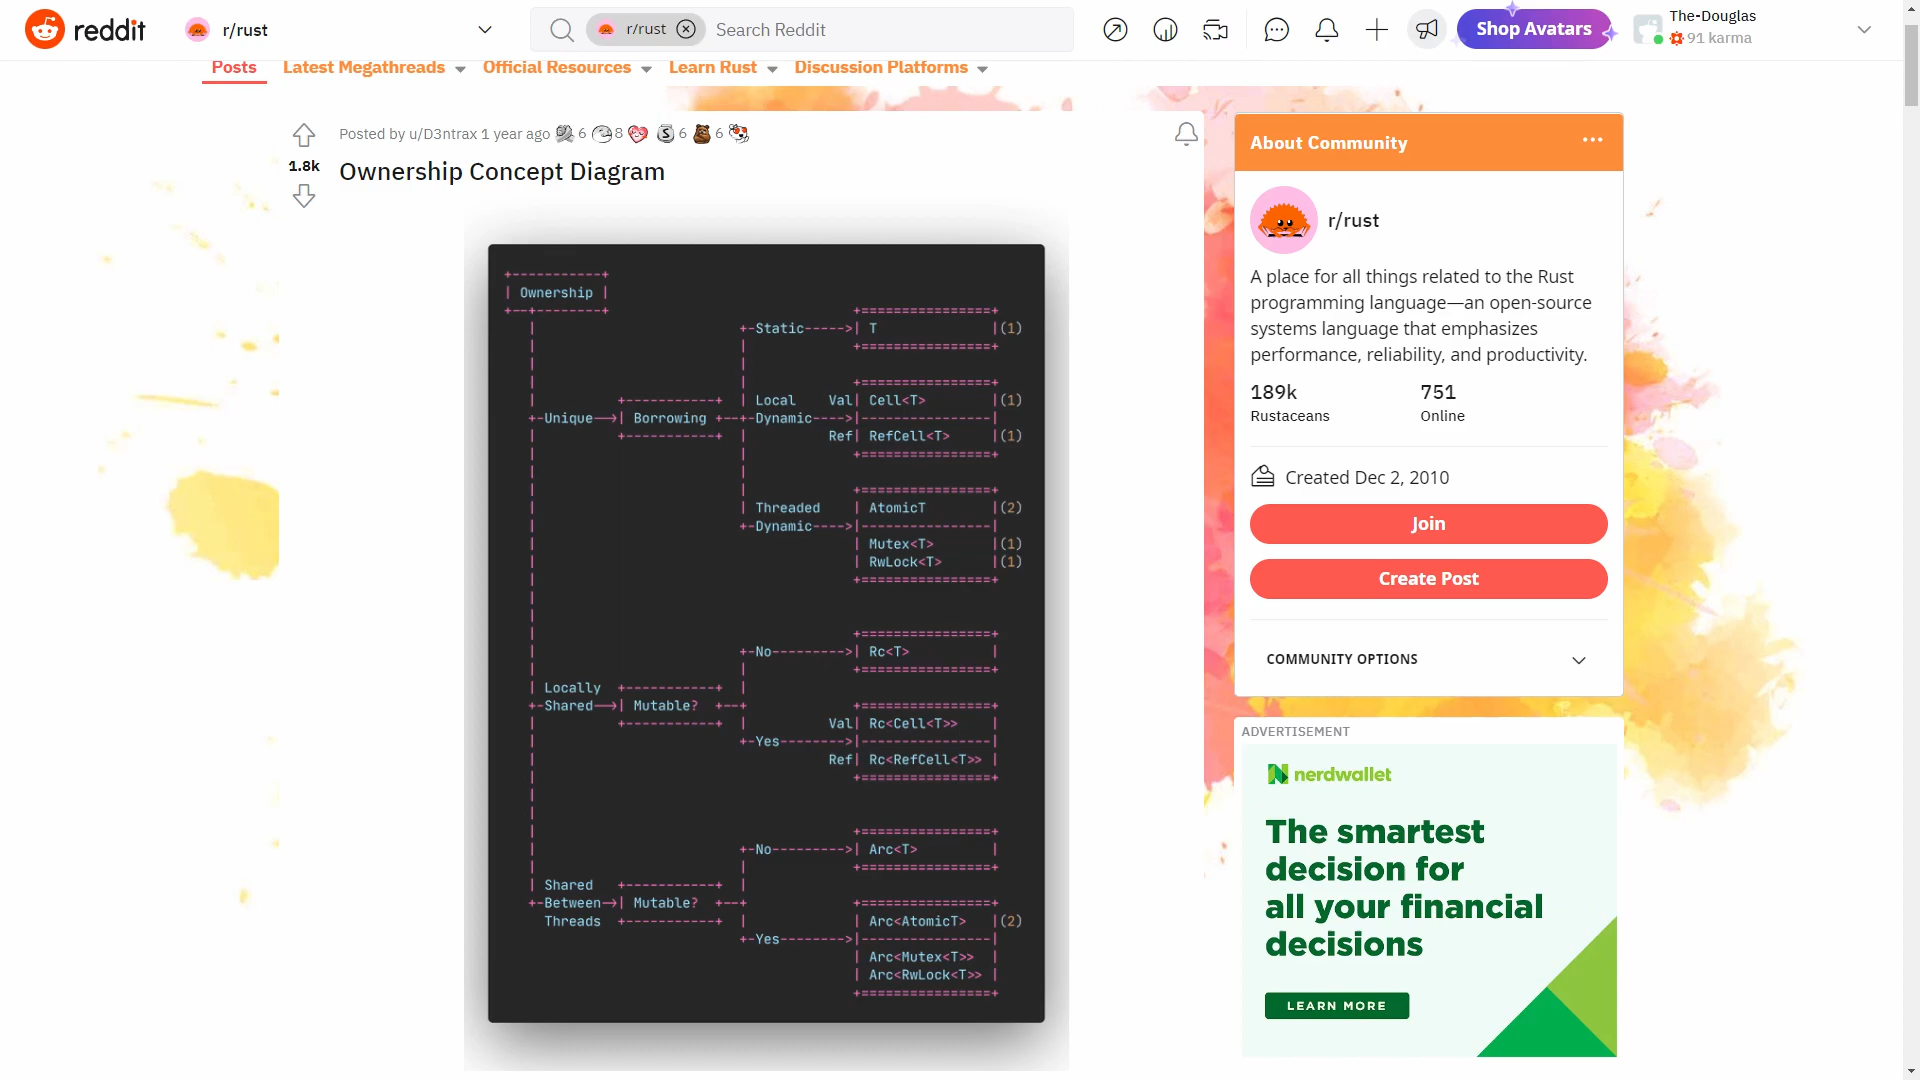 reddit
r/rust
r/rust
Search Reddit
Shop Avatars
The-Douglas
91 karma
Posts
Latest Megathreads
Official Resources
Learn Rust
Discussion Platforms
Posted by u/D3ntrax 1 year ago 6 8 6 6
1.8k
Ownership Concept Diagram
+------------+
| Ownership |
+--+---------+
+================+
+-Static----->| T |(1)
+================+
+================+
| Local Val| Cell<T> |(1)
+-Unique-->| Borrowing +--+-Dynamic---->|----------------|
Ref| RefCell<T> |(1)
+================+
+================+
| Threaded | AtomicT |(2)
+-Dynamic---->|----------------|
| Mutex<T> |(1)
| RwLock<T> |(1)
+================+
+================+
+-No--------->| Rc<T> |
+================+
| Locally +-----------+
+-Shared-->| Mutable? +--+
Val| Rc<Cell<T>> |
+-Yes-------->|----------------|
Ref| Rc<RefCell<T>> |
+================+
+================+
+-No--------->| Arc<T> |
+================+
| Shared +-----------+
+-Between->| Mutable? +--+
Threads +-----------+
| Arc<AtomicT> |(2)
+-Yes-------->|----------------|
| Arc<Mutex<T>> |
| Arc<RwLock<T>> |
+================+
About Community
r/rust
A place for all things related to the Rust
programming language—an open-source
systems language that emphasizes
performance, reliability, and productivity.
189k
Rustaceans
751
Online
Created Dec 2, 2010
Join
Create Post
COMMUNITY OPTIONS
ADVERTISEMENT
nerdwallet
The smartest
decision for
all your financial
decisions
LEARN MORE